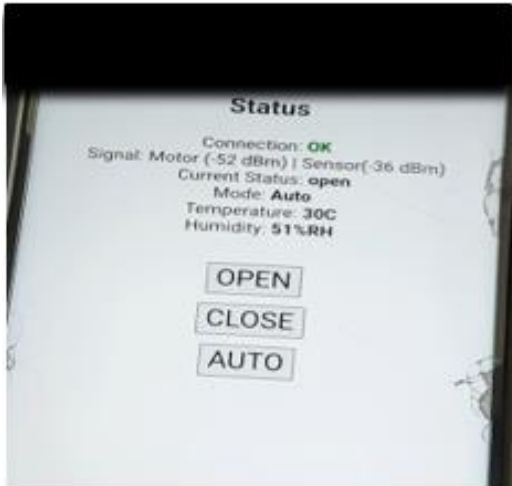 Status
Connection: OK
Signal: Motor (-52 dBm) | Sensor(-36 dBm)
Current Status: open
Mode: Auto
Temperature: 30C
Humidity: 51%RH
OPEN
CLOSE
AUTO